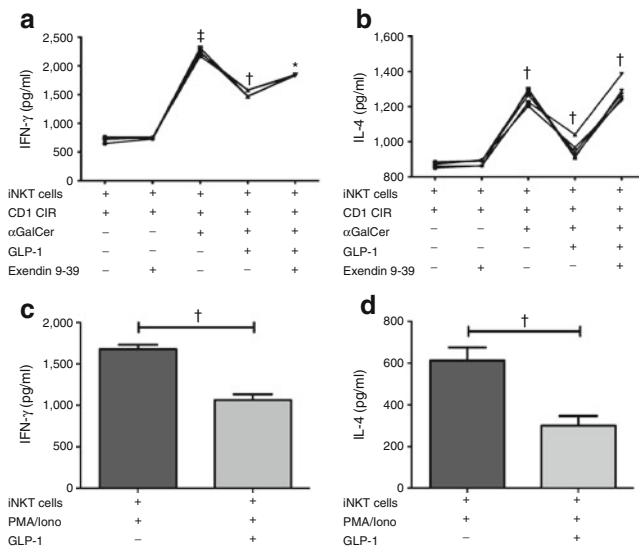 a
2,500
2,000
1,500
1,000
500
0
IFN-γ (pg/ml)
‡
†
*
iNKT cells + + + + +
CD1 CIR + + + + +
αGalCer – – + + +
GLP-1 – – – + +
Exendin 9-39 – + – – +
b
1,600
1,400
1,200
1,000
800
IL-4 (pg/ml)
†
†
†
iNKT cells + + + + +
CD1 CIR + + + + +
αGalCer – – + + +
GLP-1 – – – + +
Exendin 9-39 – + – – +
c
2,000
1,500
1,000
500
0
IFN-γ (pg/ml)
†
iNKT cells + +
PMA/Iono + +
GLP-1 – +
d
800
600
400
200
0
IL-4 (pg/ml)
†
iNKT cells + +
PMA/Iono + +
GLP-1 – +